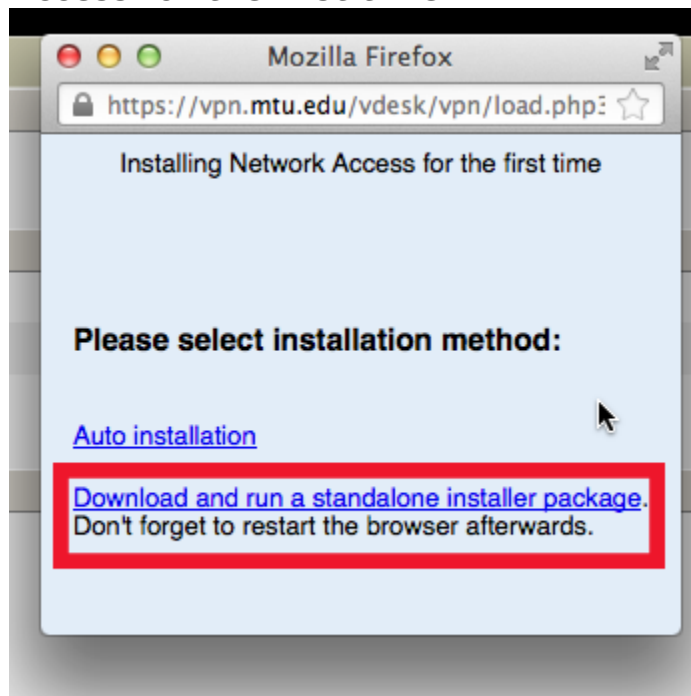 Mozilla Firefox
https://vpn.mtu.edu/vdesk/vpn/load.php
Installing Network Access for the first time
Please select installation method:
Auto installation
Download and run a standalone installer package.
Don't forget to restart the browser afterwards.